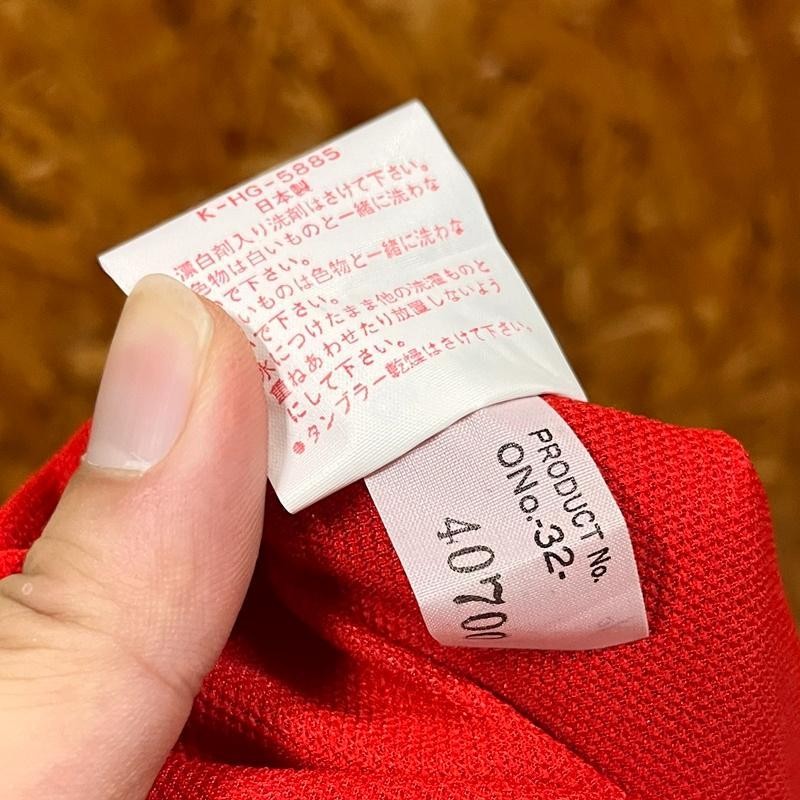 K-HG-5885
日本製
漂白剤入り洗剤はさけて下さい。
色物は白いものと一緒に洗わな
で下さい。
いものは色物と一緒に洗わな
で下さい。
水につけたまま他の洗濯ものと
重ねあわせたり放置しないよう
にして下さい。
●タンブラー乾燥はさけて下さい。
PRODUCT No.
ONo.-32-
4070